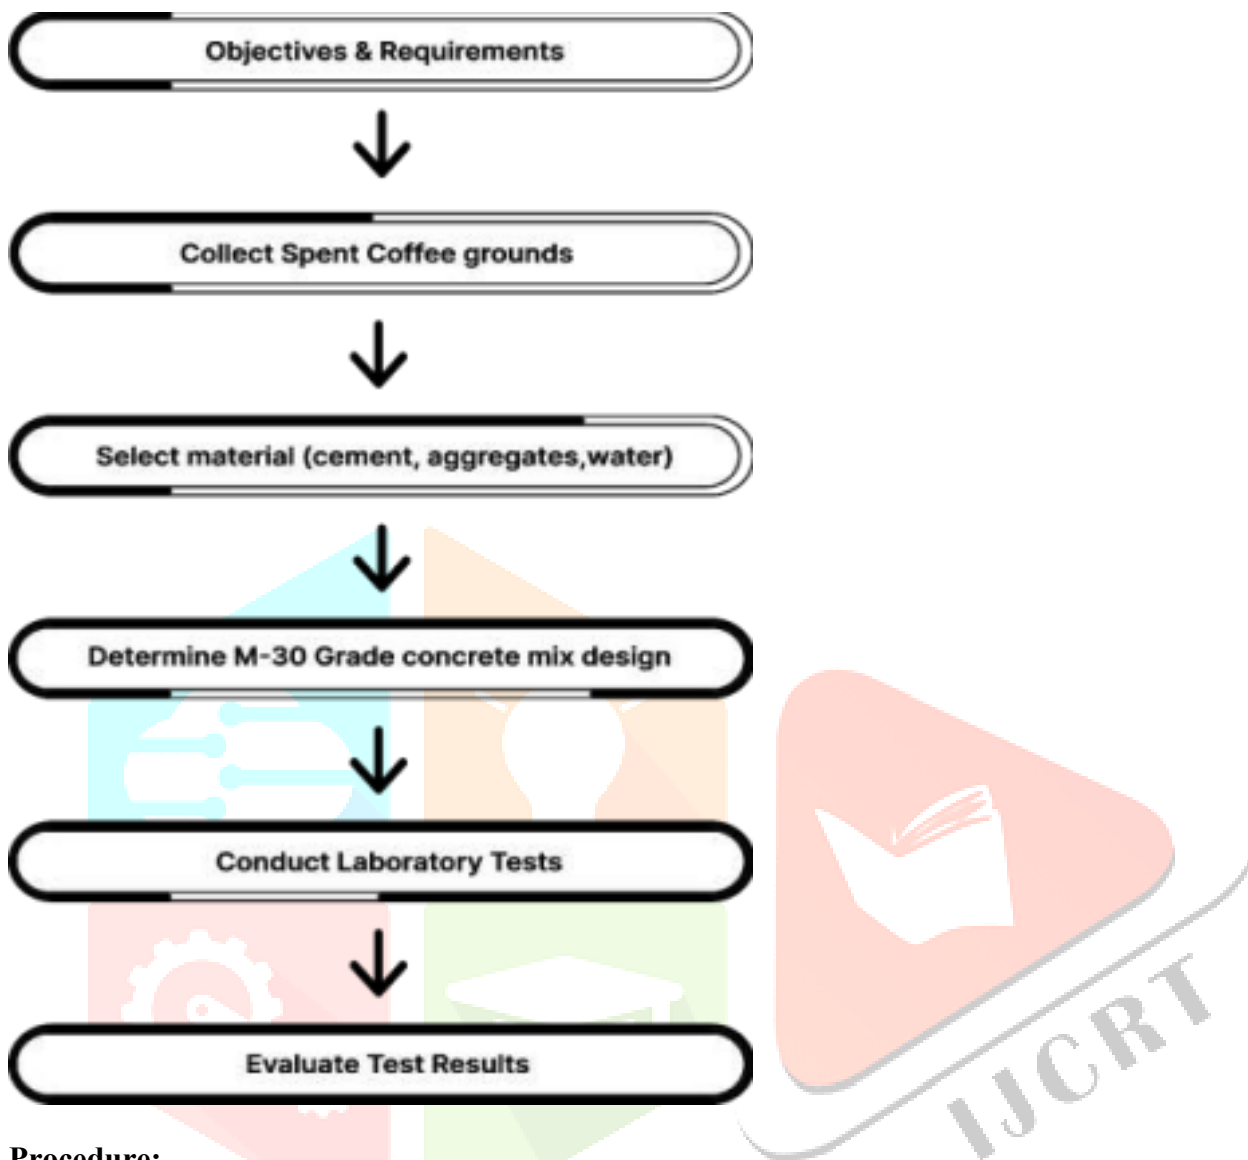 Objectives & Requirements
Collect Spent Coffee grounds
Select material (cement, aggregates,water)
Determine M-30 Grade concrete mix design
Conduct Laboratory Tests
Evaluate Test Results
IJCRT
Procedure: